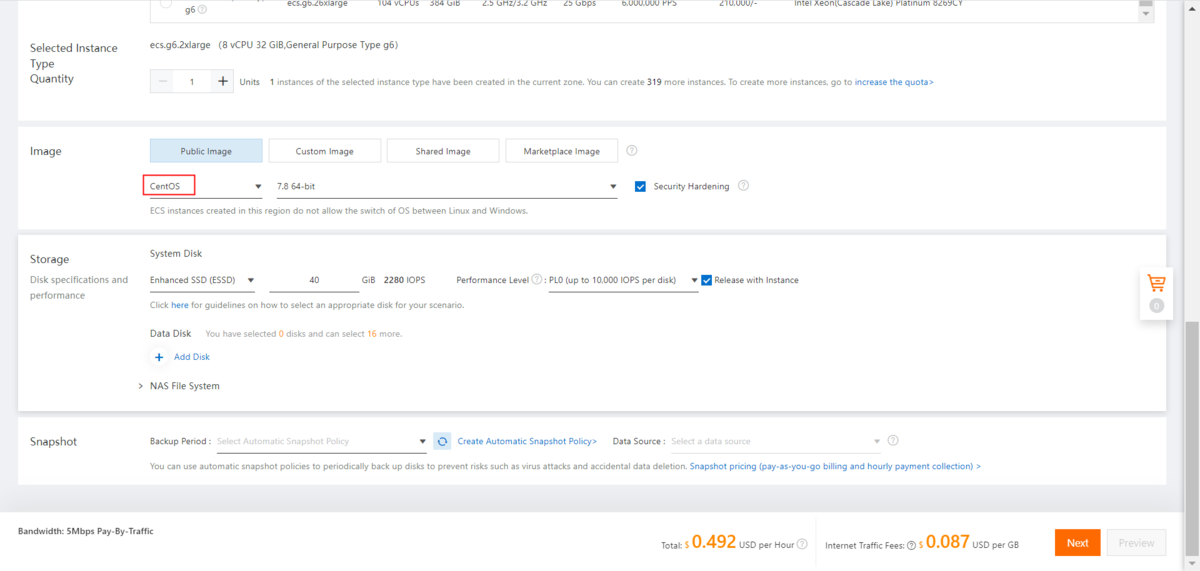 g6
ecs.g6.26xlarge 104 vCPUs 384 GiB 2.5 GHz/3.2 GHz 25 Gbps 6,000,000 PPS 210.000/- Intel Xeon(Cascade Lake) Platinum 8269CY
Selected Instance Type
ecs.g6.2xlarge (8 vCPU 32 GiB,General Purpose Type g6)
Quantity
1 Units 1 instances of the selected instance type have been created in the current zone. You can create 319 more instances. To create more instances, go to increase the quota>
Image
Public Image Custom Image Shared Image Marketplace Image
CentOS 7.8 64-bit Security Hardening
ECS instances created in this region do not allow the switch of OS between Linux and Windows.
Storage
Disk specifications and performance
System Disk
Enhanced SSD (ESSD) 40 GiB 2280 IOPS Performance Level : PL0 (up to 10,000 IOPS per disk) Release with Instance
Click here for guidelines on how to select an appropriate disk for your scenario.
Data Disk You have selected 0 disks and can select 16 more.
+ Add Disk
> NAS File System
0
Snapshot
Backup Period : Select Automatic Snapshot Policy Create Automatic Snapshot Policy> Data Source : Select a data source
You can use automatic snapshot policies to periodically back up disks to prevent risks such as virus attacks and accidental data deletion. Snapshot pricing (pay-as-you-go billing and hourly payment collection) >
Bandwidth: 5Mbps Pay-By-Traffic
Total: $ 0.492 USD per Hour Internet Traffic Fees: $ 0.087 USD per GB Next Preview